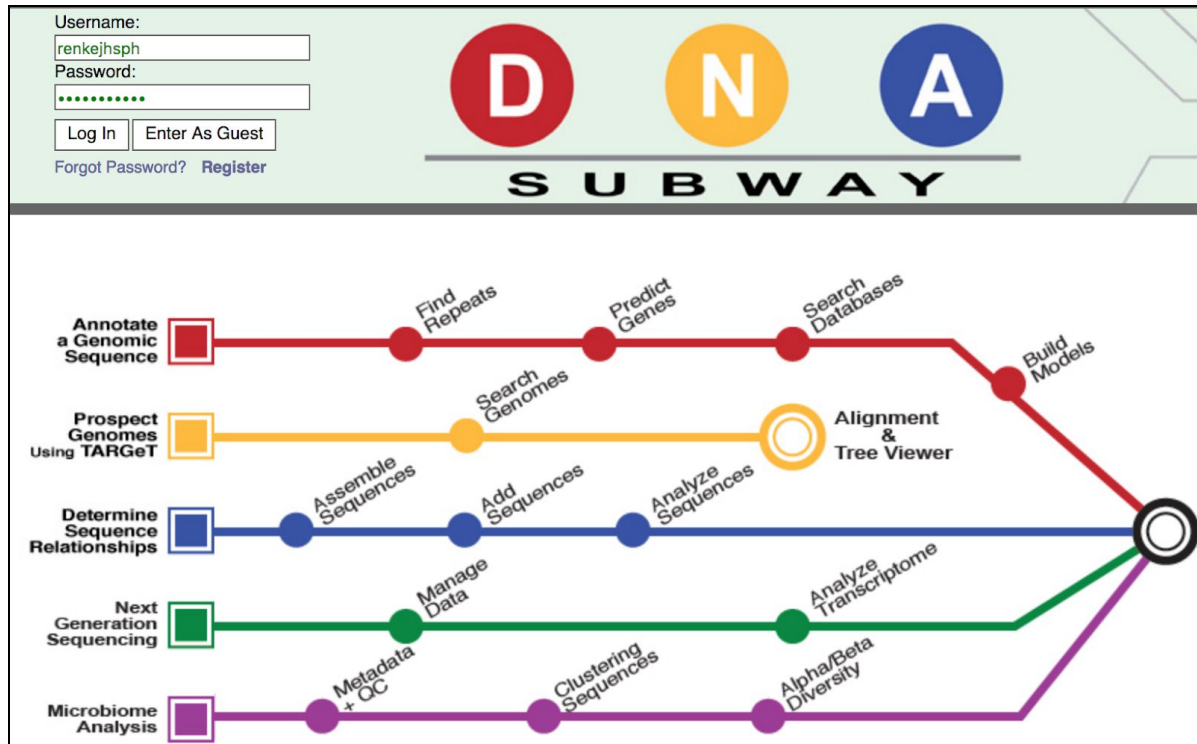 Username:
renkejhsph
Password:
•••••••••••
Log In
Enter As Guest
Forgot Password?
Register
D N A
SUBWAY
Annotate
a Genomic
Sequence
Find
Repeats
Predict
Genes
Search
Databases
Build
Models
Prospect
Genomes
Using TARGeT
Search
Genomes
Alignment
&
Tree Viewer
Determine
Sequence
Relationships
Assemble
Sequences
Add
Sequences
Analyze
Sequences
Next
Generation
Sequencing
Manage
Data
Analyze
Transcriptome
Microbiome
Analysis
Metadata
+ QC
Clustering
Sequences
Alpha/Beta
Diversity